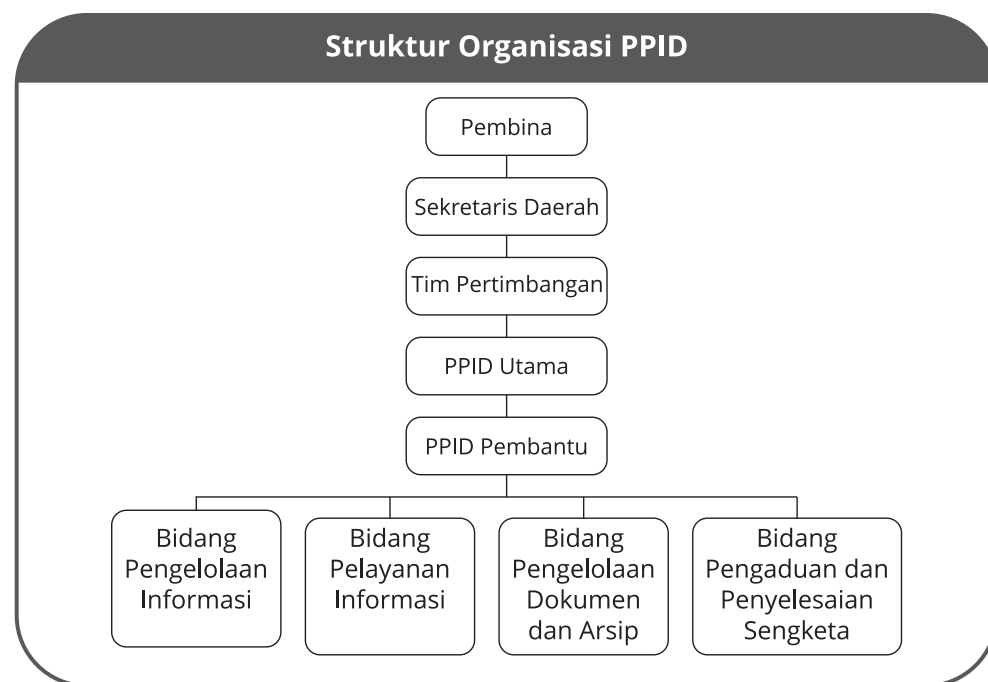 Struktur Organisasi PPID
Pembina
Sekretaris Daerah
Tim Pertimbangan
PPID Utama
PPID Pembantu
Bidang
Pengelolaan
Informasi
Bidang
Pelayanan
Informasi
Bidang
Pengelolaan
Dokumen
dan Arsip
Bidang
Pengaduan dan
Penyelesaian
Sengketa